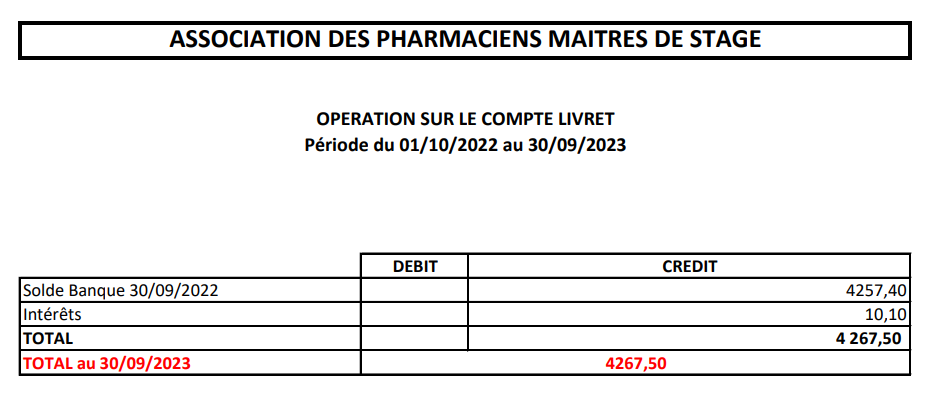 ASSOCIATION DES PHARMACIENS MAITRES DE STAGE
OPERATION SUR LE COMPTE LIVRET
Période du 01/10/2022 au 30/09/2023
DEBIT CREDIT
Solde Banque 30/09/2022 4257,40
Intérêts 10,10
TOTAL 4 267,50
TOTAL au 30/09/2023 4267,50